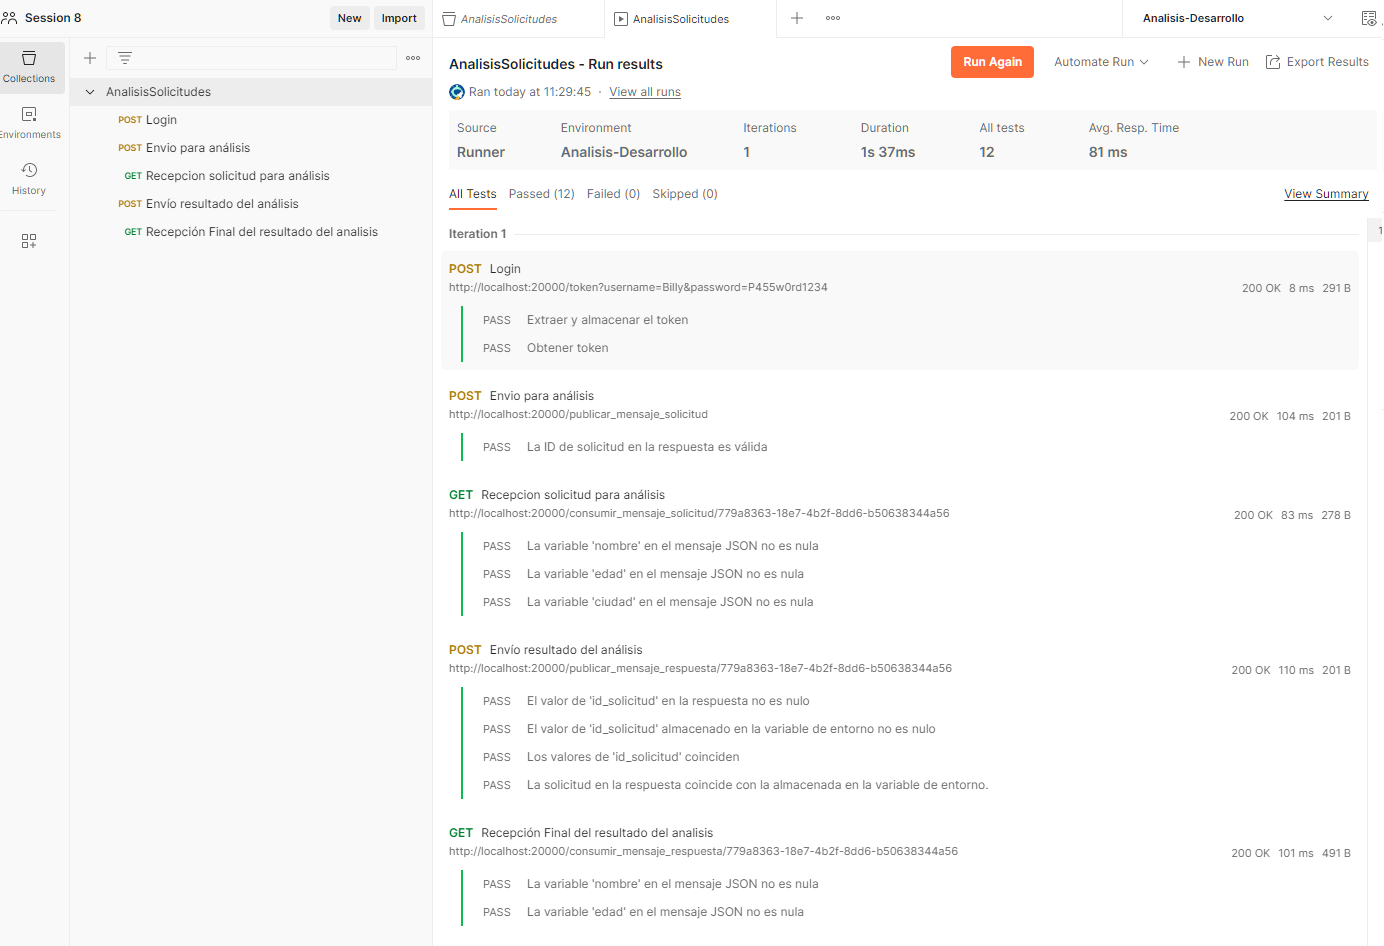 Session 8
New
Import
Collections
Environments
History
AnalisisSolicitudes
POST Login
POST Envio para análisis
GET Recepcion solicitud para análisis
POST Envío resultado del análisis
GET Recepción Final del resultado del analisis
AnalisisSolicitudes
AnalisisSolicitudes
Analisis-Desarrollo
AnalisisSolicitudes - Run results
Run Again
Automate Run
New Run
Export Results
Ran today at 11:29:45 · View all runs
Source Environment Iterations Duration All tests Avg. Resp. Time
Runner Analisis-Desarrollo 1 1s 37ms 12 81 ms
All Tests Passed (12) Failed (0) Skipped (0) View Summary
Iteration 1
1
POST Login
http://localhost:20000/token?username=Billy&password=P455w0rd1234 200 OK 8 ms 291 B
PASS Extraer y almacenar el token
PASS Obtener token
POST Envio para análisis
http://localhost:20000/publicar_mensaje_solicitud 200 OK 104 ms 201 B
PASS La ID de solicitud en la respuesta es válida
GET Recepcion solicitud para análisis
http://localhost:20000/consumir_mensaje_solicitud/779a8363-18e7-4b2f-8dd6-b50638344a56 200 OK 83 ms 278 B
PASS La variable 'nombre' en el mensaje JSON no es nula
PASS La variable 'edad' en el mensaje JSON no es nula
PASS La variable 'ciudad' en el mensaje JSON no es nula
POST Envío resultado del análisis
http://localhost:20000/publicar_mensaje_respuesta/779a8363-18e7-4b2f-8dd6-b50638344a56 200 OK 110 ms 201 B
PASS El valor de 'id_solicitud' en la respuesta no es nulo
PASS El valor de 'id_solicitud' almacenado en la variable de entorno no es nulo
PASS Los valores de 'id_solicitud' coinciden
PASS La solicitud en la respuesta coincide con la almacenada en la variable de entorno.
GET Recepción Final del resultado del analisis
http://localhost:20000/consumir_mensaje_respuesta/779a8363-18e7-4b2f-8dd6-b50638344a56 200 OK 101 ms 491 B
PASS La variable 'nombre' en el mensaje JSON no es nula
PASS La variable 'edad' en el mensaje JSON no es nula